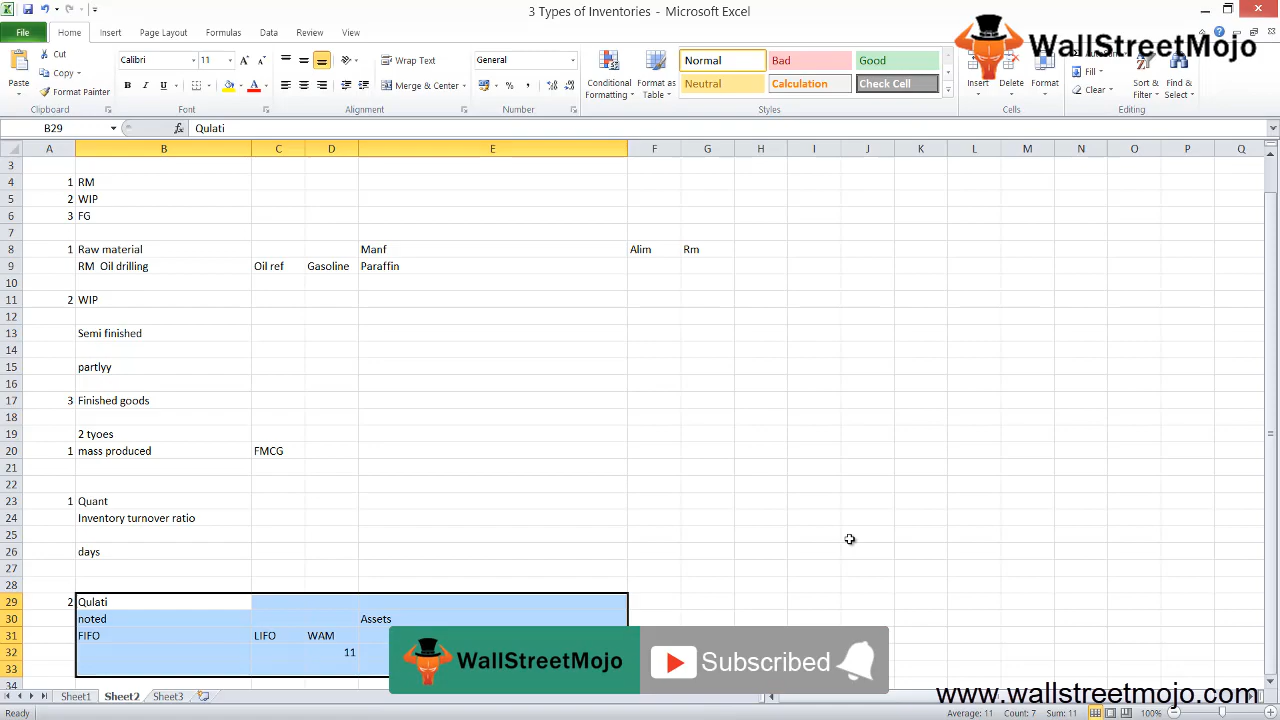 3 Types of Inventories - Microsoft Excel
File Home Insert Page Layout Formulas Data Review View
WallStreetMojo
Paste
Cut
Copy
Format Painter
Clipboard
Calibri 11
B I U
Font
Wrap Text
Merge & Center
Alignment
General
Number
Conditional Formatting
Format as Table
Normal Bad Good
Neutral Calculation Check Cell
Styles
Insert Delete Format
Cells
Fill
Clear
Sort & Filter
Find & Select
Editing
B29 fx Qulati
A B C D E F G H I J K L M N O P Q
3
4 1 RM
5 2 WIP
6 3 FG
7
8 1 Raw material Manf Alim Rm
9 RM Oil drilling Oil ref Gasoline Paraffin
10
11 2 WIP
12
13 Semi finished
14
15 partlyy
16
17 3 Finished goods
18
19 2 tyoes
20 1 mass produced FMCG
21
22
23 1 Quant
24 Inventory turnover ratio
25
26 days
27
28
29 2 Qulati
30 noted Assets
31 FIFO LIFO WAM
32 11
33
34
WallStreetMojo Subscribed
Sheet1 Sheet2 Sheet3
www.wallstreetmojo.com
Ready Average: 11 Count: 7 Sum: 11 100%